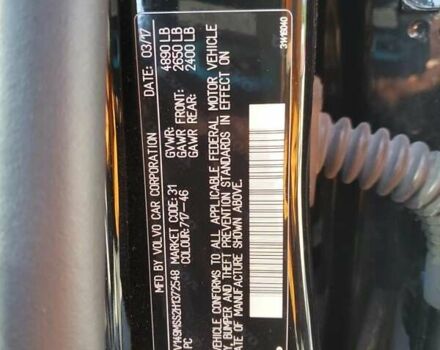 MFD BY VOLVO CAR CORPORATION DATE: 03/17
GVWR: 4890 LB
GAWR FRONT: 2650 LB
GAWR REAR: 2400 LB
MARKET CODE: 31
COLOUR: 717-46
VEHICLE CONFORMS TO ALL APPLICABLE FEDERAL MOTOR VEHICLE
BUMPER AND THEFT PREVENTION STANDARDS IN EFFECT ON
DATE OF MANUFACTURE SHOWN ABOVE.
PC
31416040